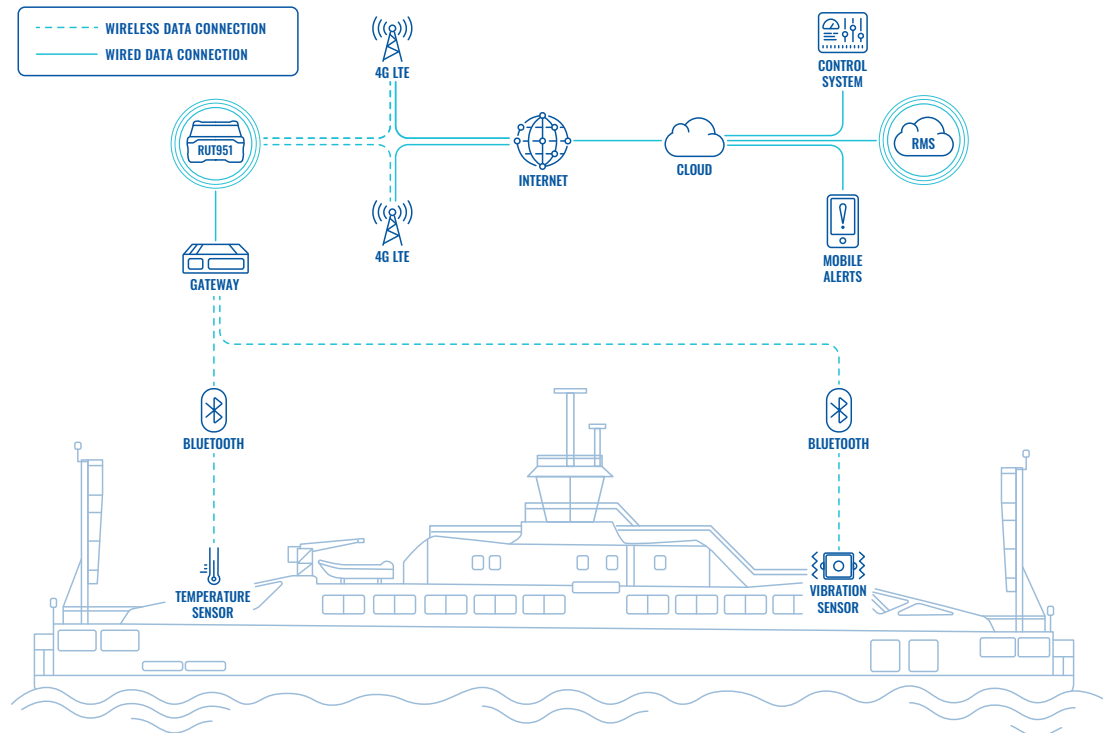 WIRELESS DATA CONNECTION
WIRED DATA CONNECTION
4G LTE
CONTROL
SYSTEM
RUT951
RMS
INTERNET
CLOUD
4G LTE
MOBILE
ALERTS
GATEWAY
BLUETOOTH
BLUETOOTH
TEMPERATURE
SENSOR
VIBRATION
SENSOR